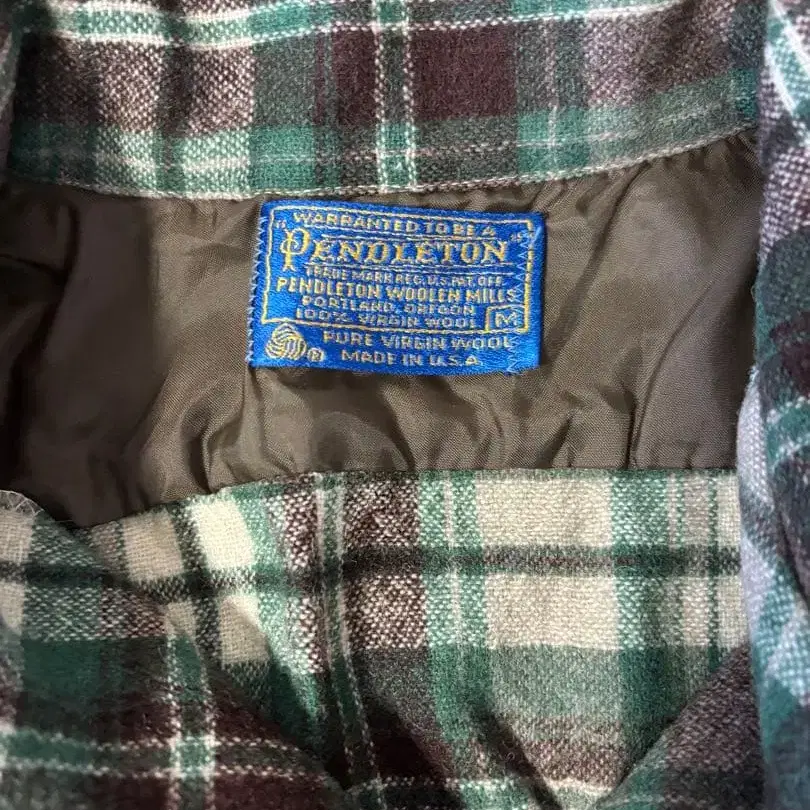 WARRANTED TO BE A
"PENDLETON"
TRADE MARK REG. U.S. PAT. OFF.
PENDLETON WOOLEN MILLS
PORTLAND, OREGON
100% VIRGIN WOOL M
® PURE VIRGIN WOOL
MADE IN U.S.A